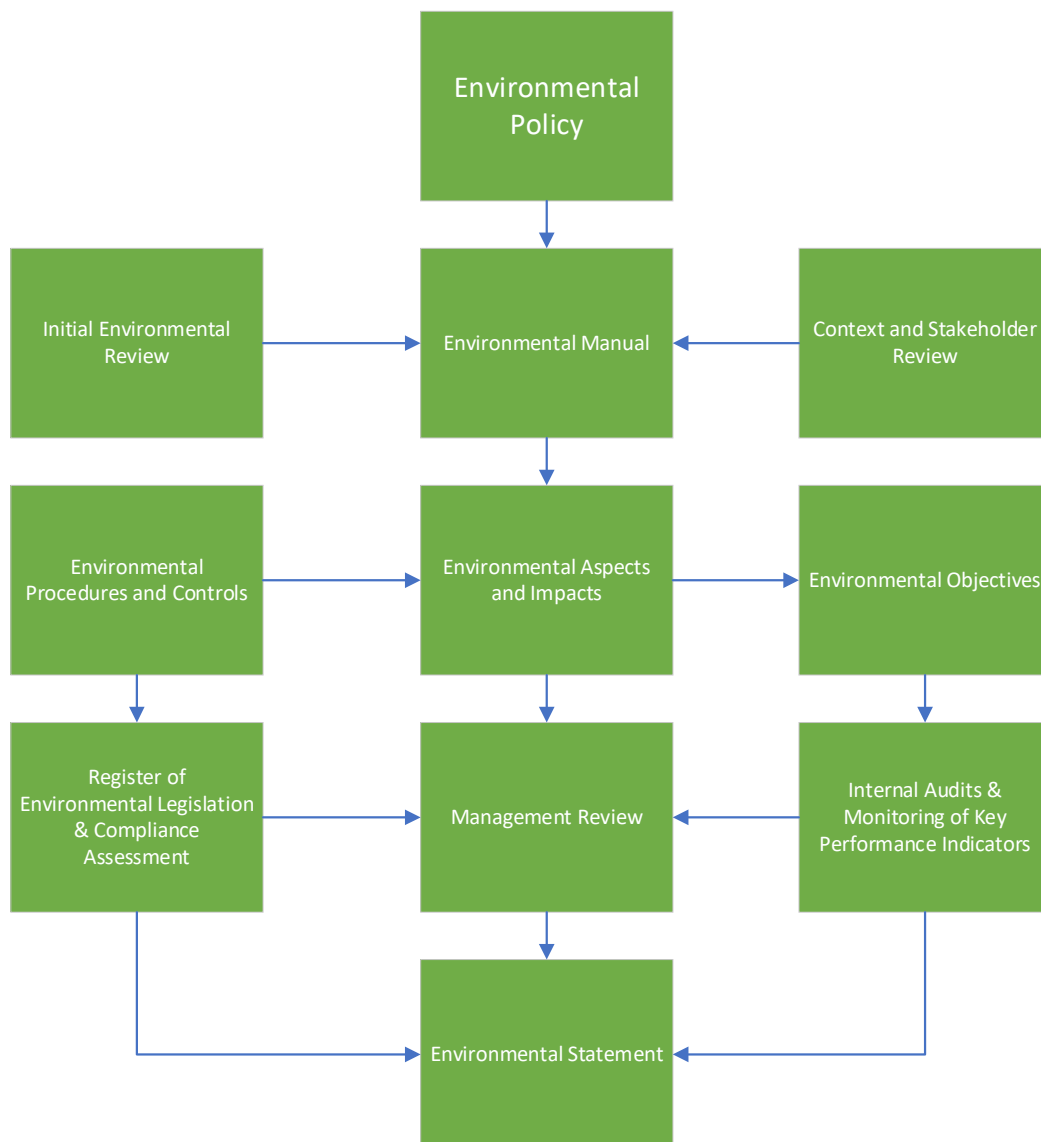 Environmental
Policy
Initial Environmental
Review
Environmental Manual
Context and Stakeholder
Review
Environmental
Procedures and Controls
Environmental Aspects
and Impacts
Environmental Objectives
Register of
Environmental Legislation
& Compliance
Assessment
Management Review
Internal Audits &
Monitoring of Key
Performance Indicators
Environmental Statement